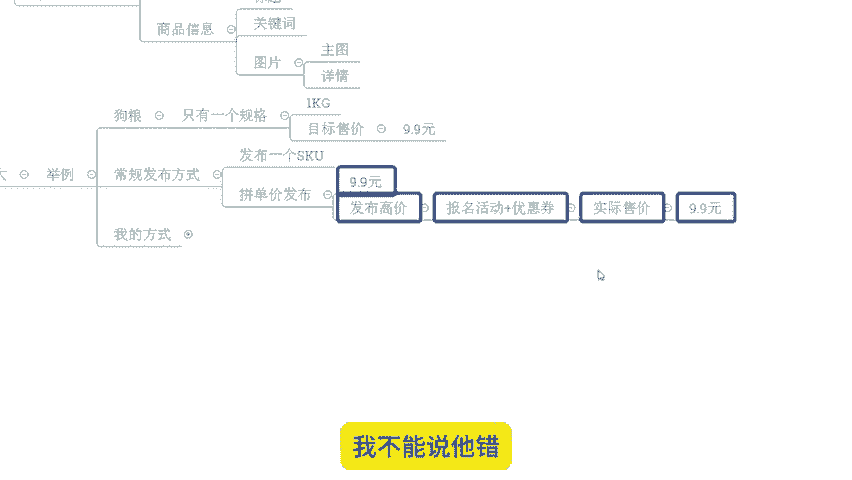 商品信息
关键词
图片
主图
详情
狗粮 只有一个规格
1KG
目标售价 9.9元
大 举例 常规发布方式
发布一个SKU
拼单价发布
9.9元
发布高价 报名活动+优惠券 实际售价 9.9元
我的方式
我不能说他错